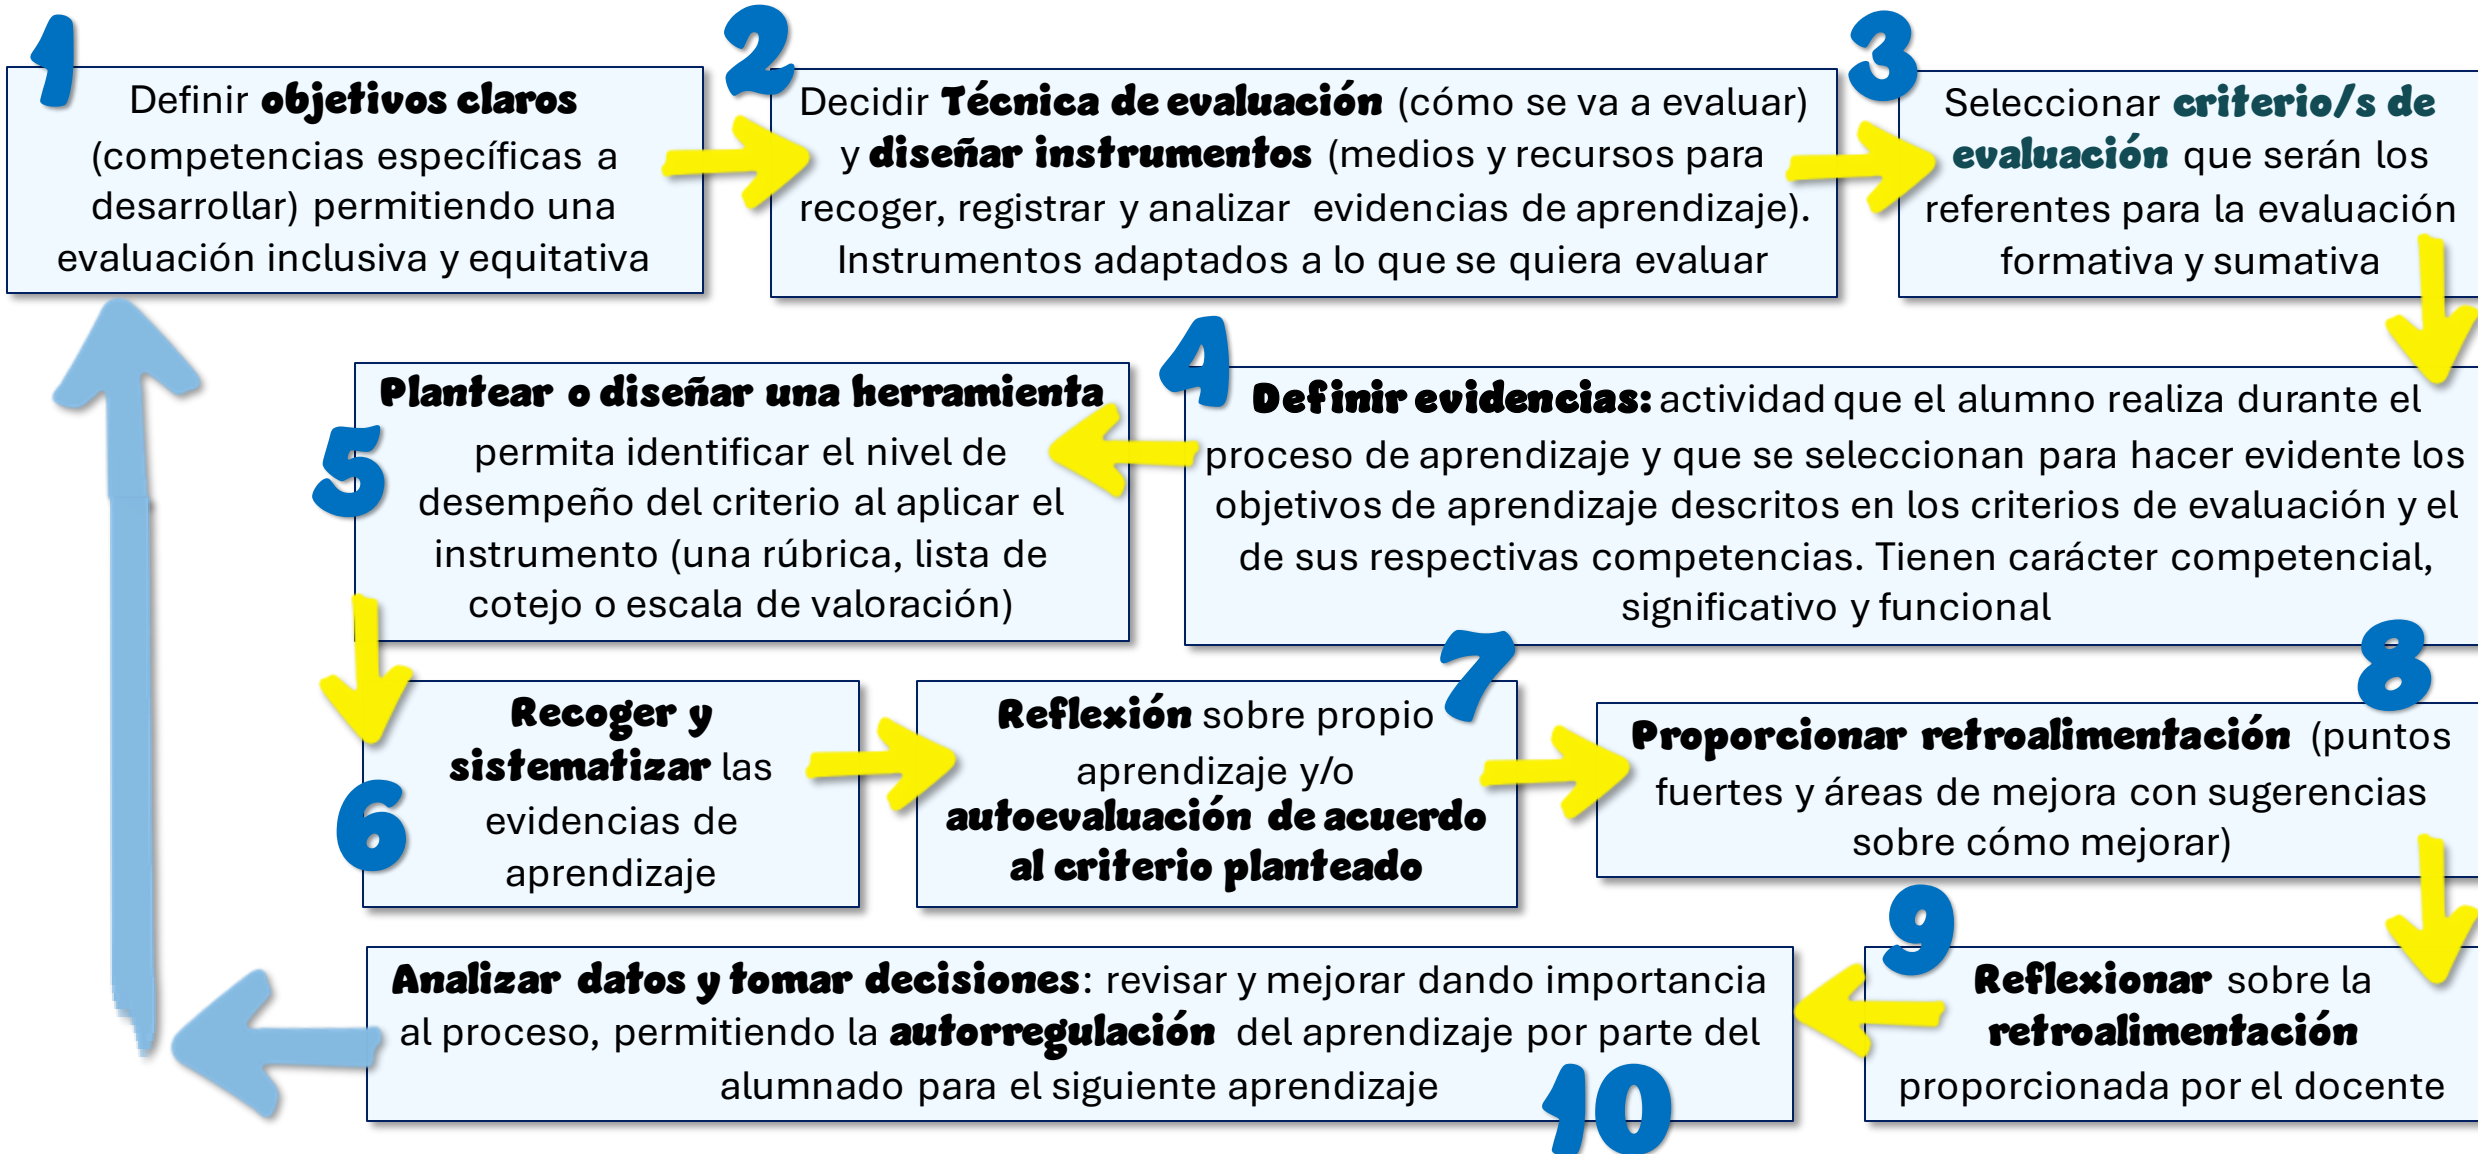 1
Definir objetivos claros
(competencias específicas a
desarrollar) permitiendo una
evaluación inclusiva y equitativa
2
Decidir Técnica de evaluación (cómo se va a evaluar)
y diseñar instrumentos (medios y recursos para
recoger, registrar y analizar evidencias de aprendizaje).
Instrumentos adaptados a lo que se quiera evaluar
3
Seleccionar criterio/s de
evaluación que serán los
referentes para la evaluación
formativa y sumativa
4
Definir evidencias: actividad que el alumno realiza durante el
proceso de aprendizaje y que se seleccionan para hacer evidente los
objetivos de aprendizaje descritos en los criterios de evaluación y el
de sus respectivas competencias. Tienen carácter competencial,
significativo y funcional
5
Plantear o diseñar una herramienta
permita identificar el nivel de
desempeño del criterio al aplicar el
instrumento (una rúbrica, lista de
cotejo o escala de valoración)
6
Recoger y
sistematizar las
evidencias de
aprendizaje
7
Reflexión sobre propio
aprendizaje y/o
autoevaluación de acuerdo
al criterio planteado
8
Proporcionar retroalimentación (puntos
fuertes y áreas de mejora con sugerencias
sobre cómo mejorar)
9
Reflexionar sobre la
retroalimentación
proporcionada por el docente
10
Analizar datos y tomar decisiones: revisar y mejorar dando importancia
al proceso, permitiendo la autorregulación del aprendizaje por parte del
alumnado para el siguiente aprendizaje